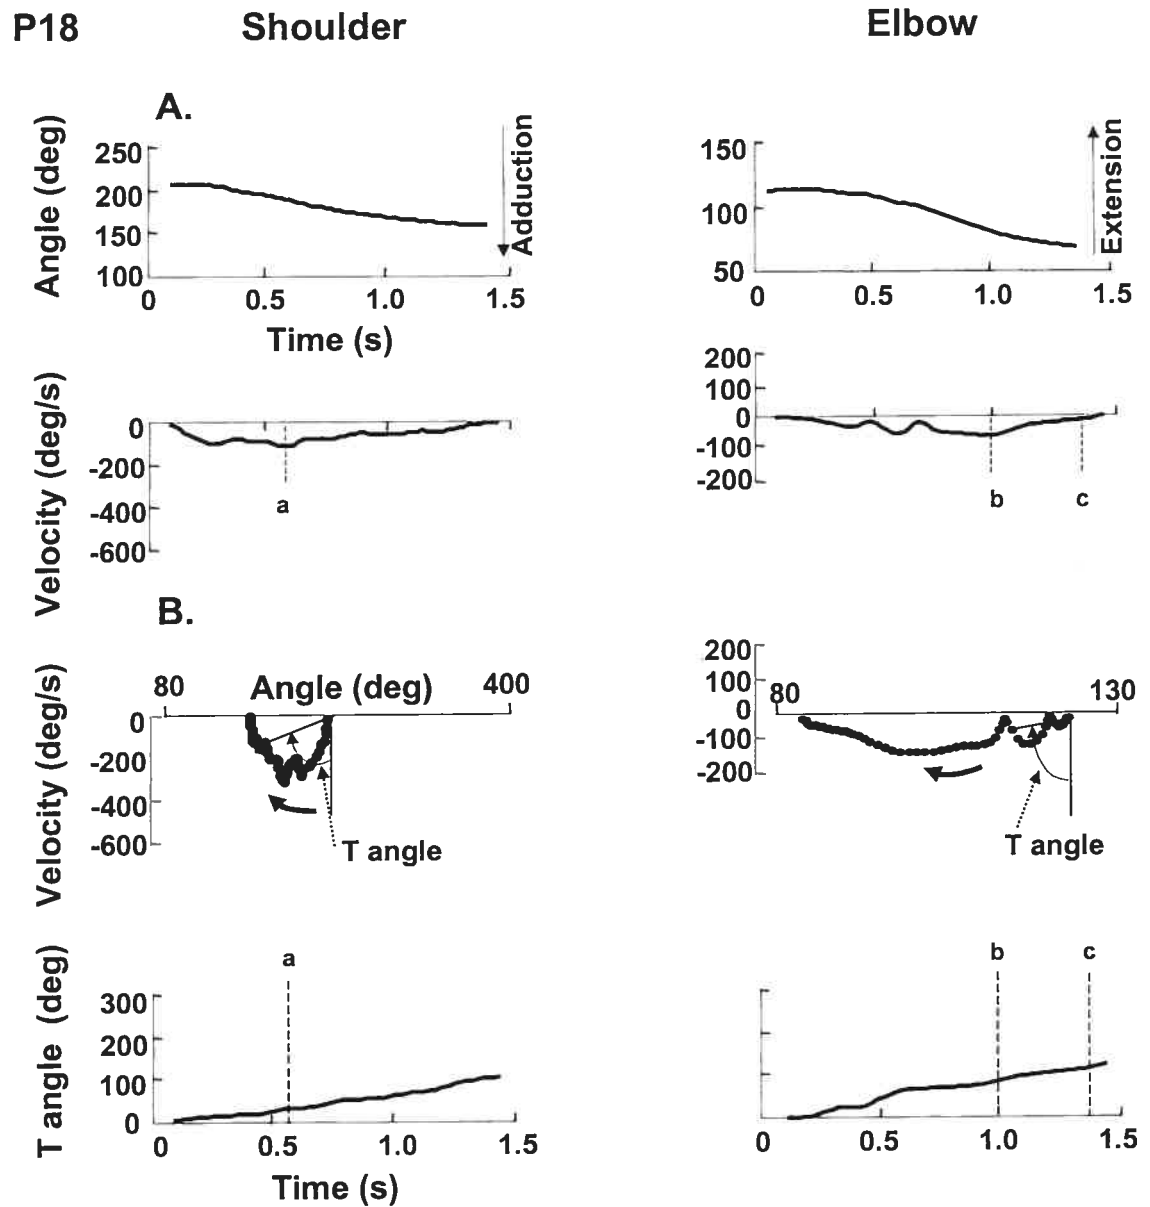 P18 Shoulder Elbow
A.
Angle (deg)
250
200
150
100
0 0.5 1.0 1.5
Time (s)
Adduction
150
100
50
0 0.5 1.0 1.5
Extension
Velocity (deg/s)
0
-200
-400
-600
a
200
100
0
-100
-200
b c
B.
Velocity (deg/s)
80 Angle (deg) 400
0
-200
-400
-600
T angle
200
100
0
-100
-200
80 130
T angle
T angle (deg)
300
200
100
0
a
0 0.5 1.0 1.5
Time (s)
b c
0 0.5 1.0 1.5